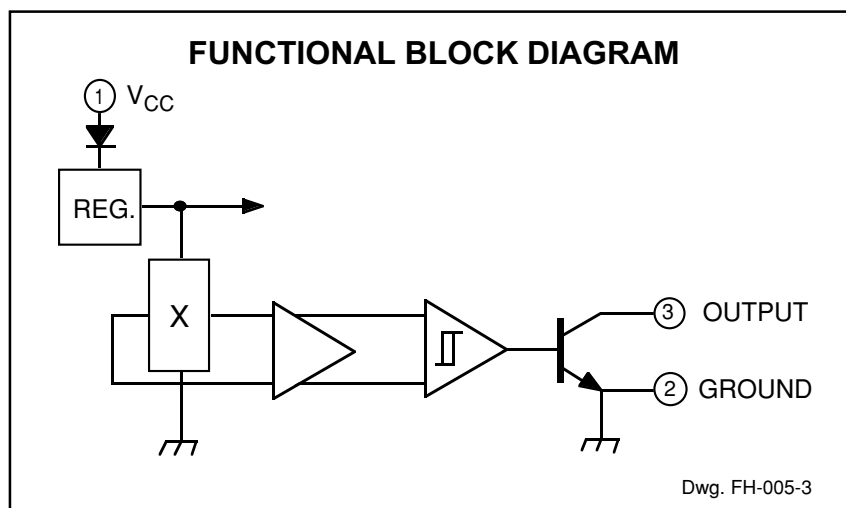 FUNCTIONAL BLOCK DIAGRAM
1 VCC
REG.
X
3 OUTPUT
2 GROUND
Dwg. FH-005-3